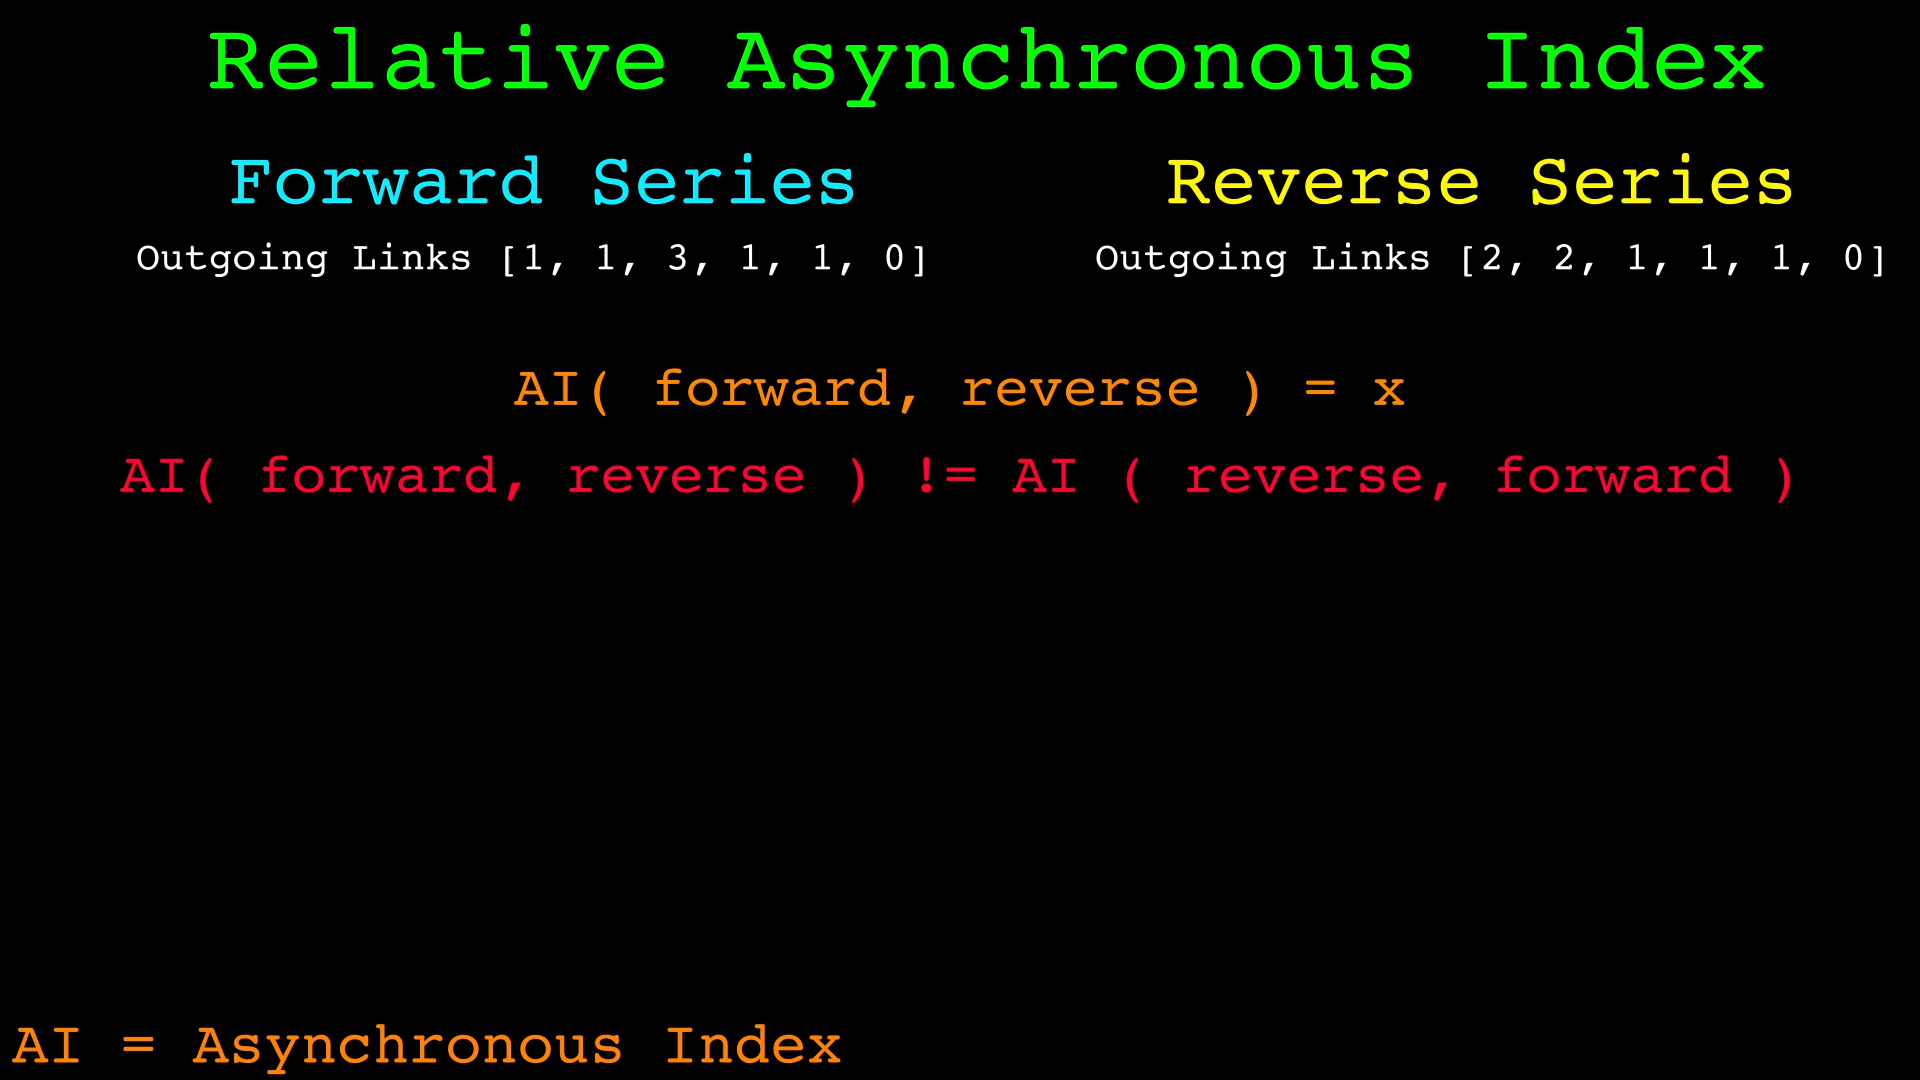 Relative Asynchronous Index
Forward Series
Outgoing Links [1, 1, 3, 1, 1, 0]
Reverse Series
Outgoing Links [2, 2, 1, 1, 1, 0]
AI( forward, reverse ) = x
AI( forward, reverse ) != AI ( reverse, forward )
AI = Asynchronous Index